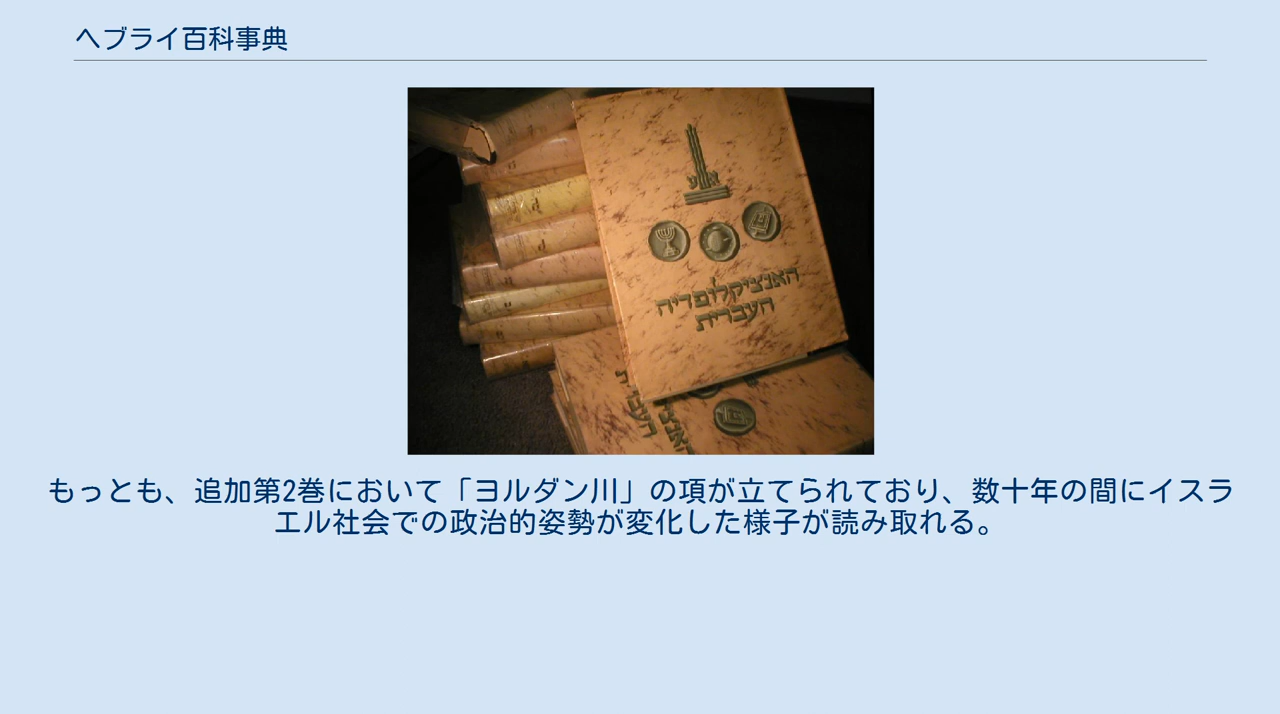 ヘブライ百科事典
האנציקלופדיה
העברית
もっとも、追加第2巻において「ヨルダン川」の項が立てられており、数十年の間にイスラ
エル社会での政治的姿勢が変化した様子が読み取れる。